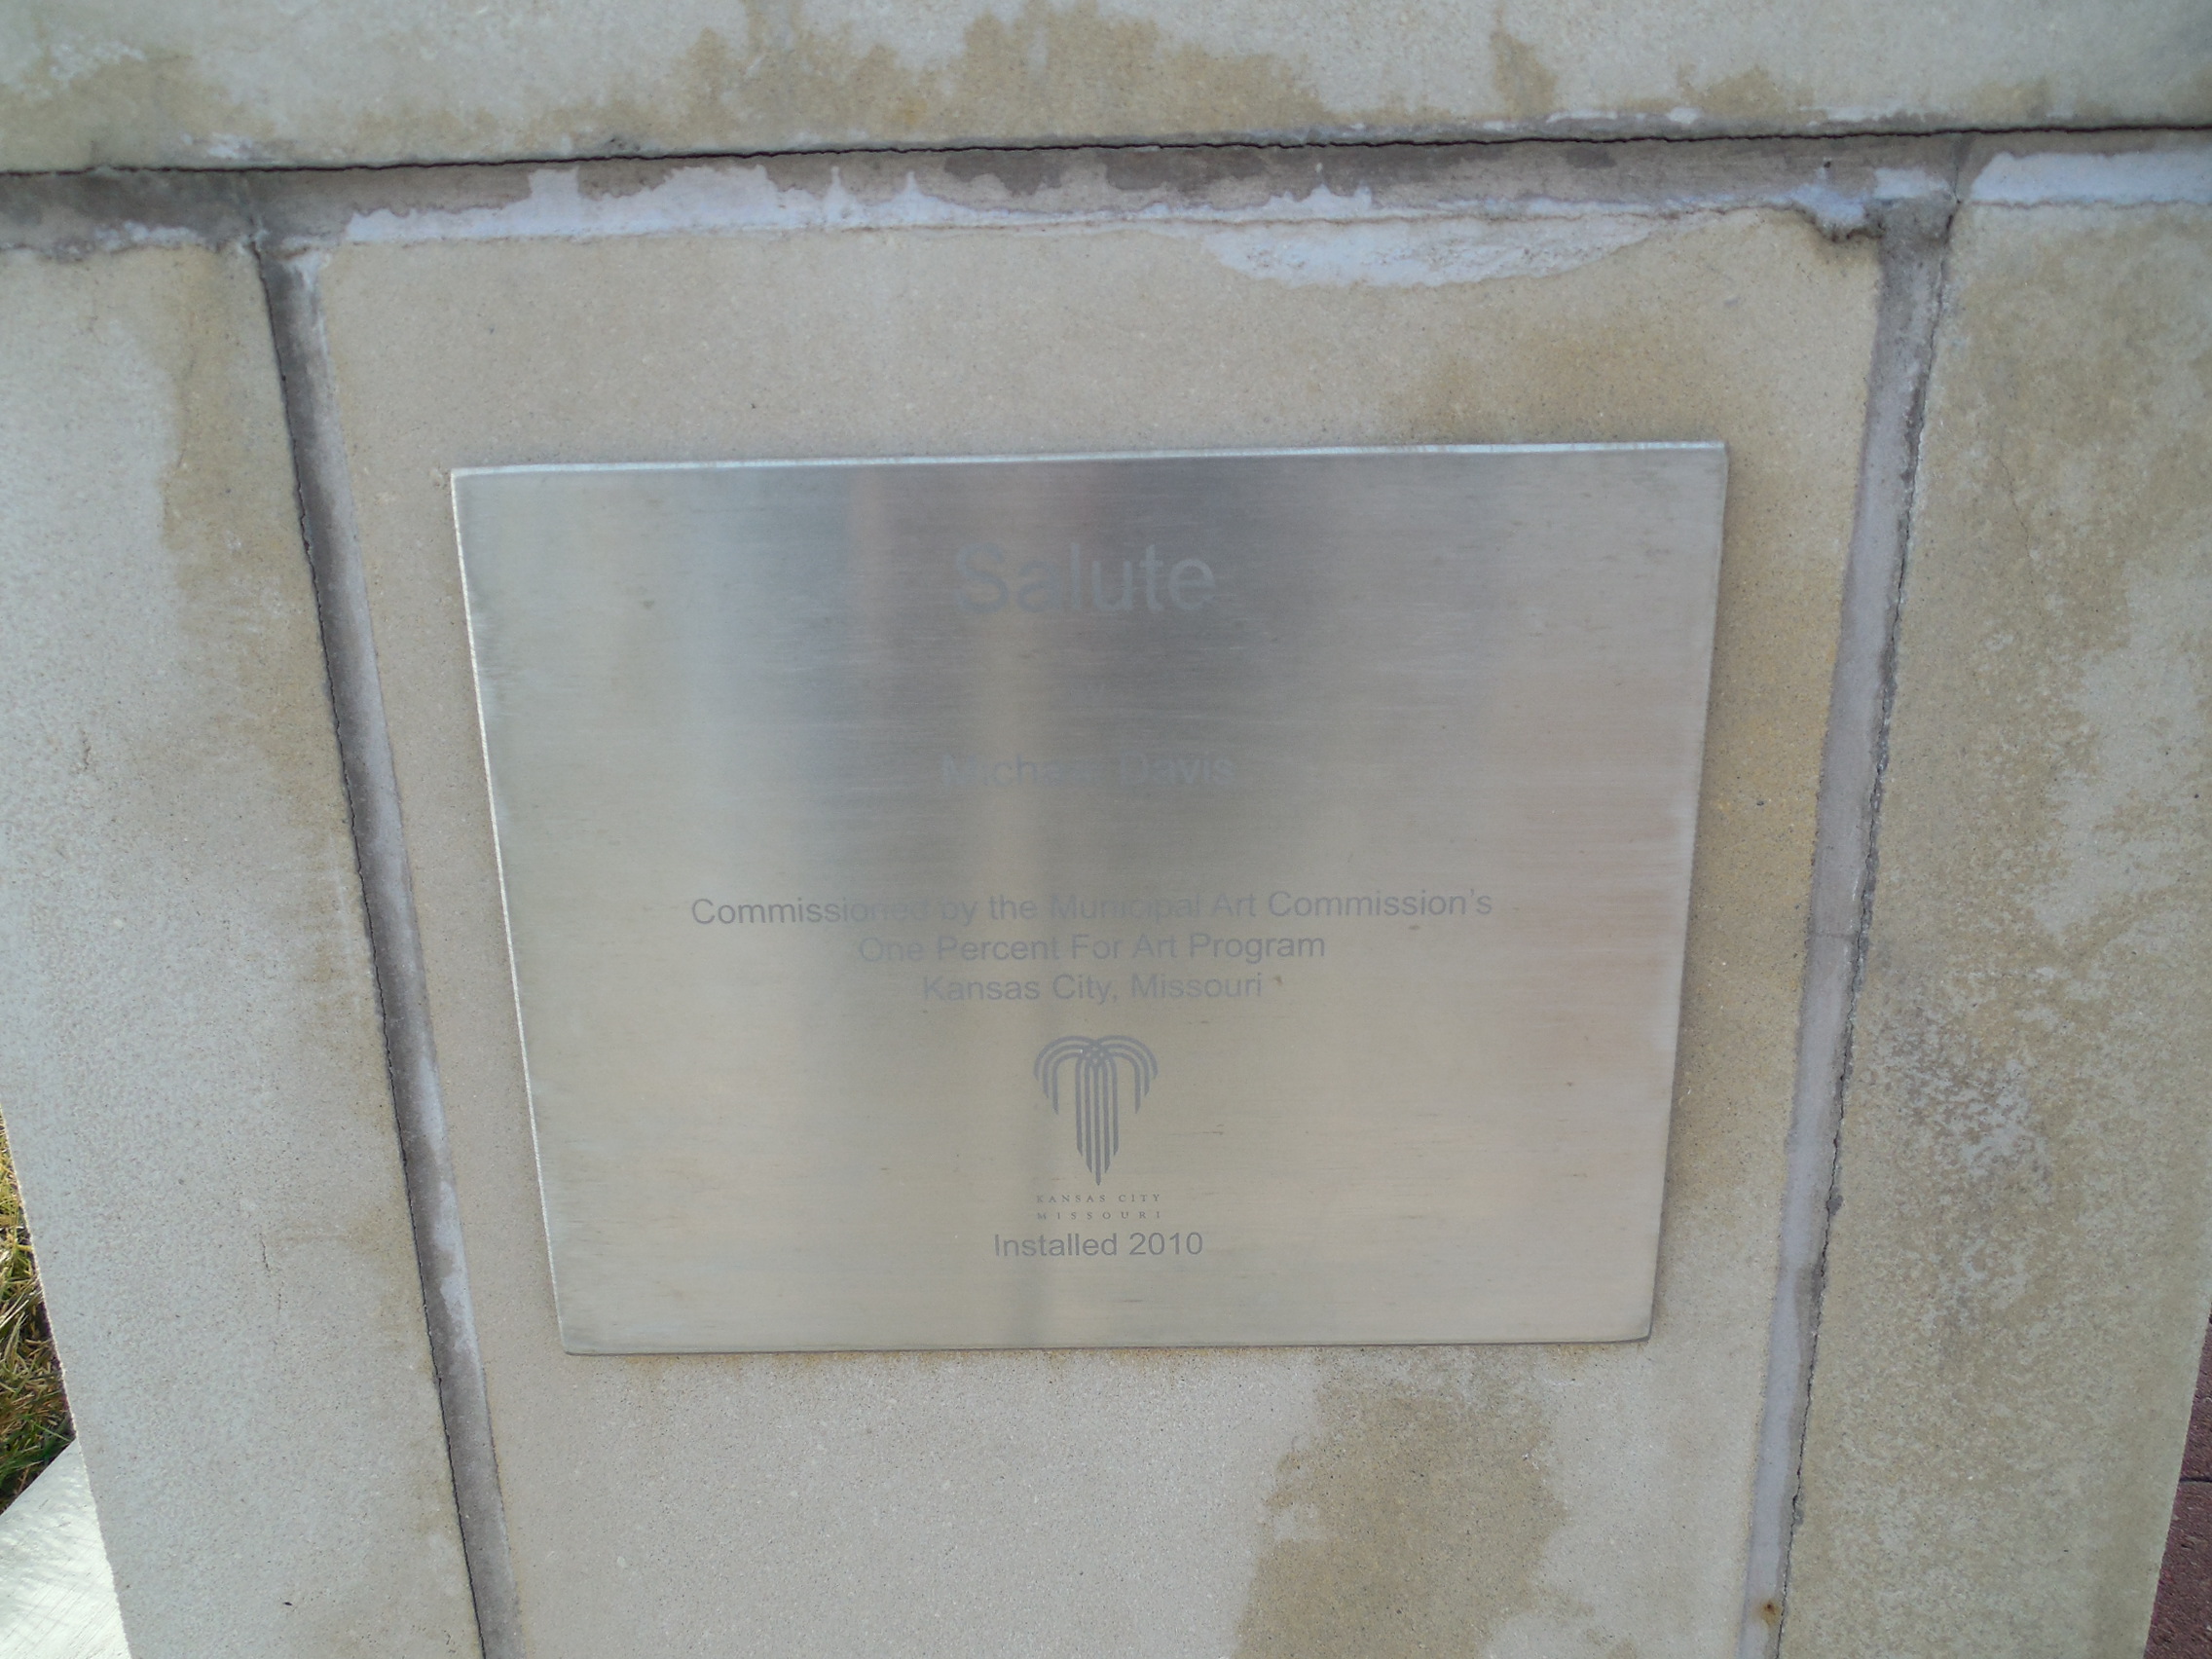 Salute
Michael Davis
Commissioned by the Municipal Art Commission's
One Percent For Art Program
Kansas City, Missouri
KANSAS CITY
MISSOURI
Installed 2010